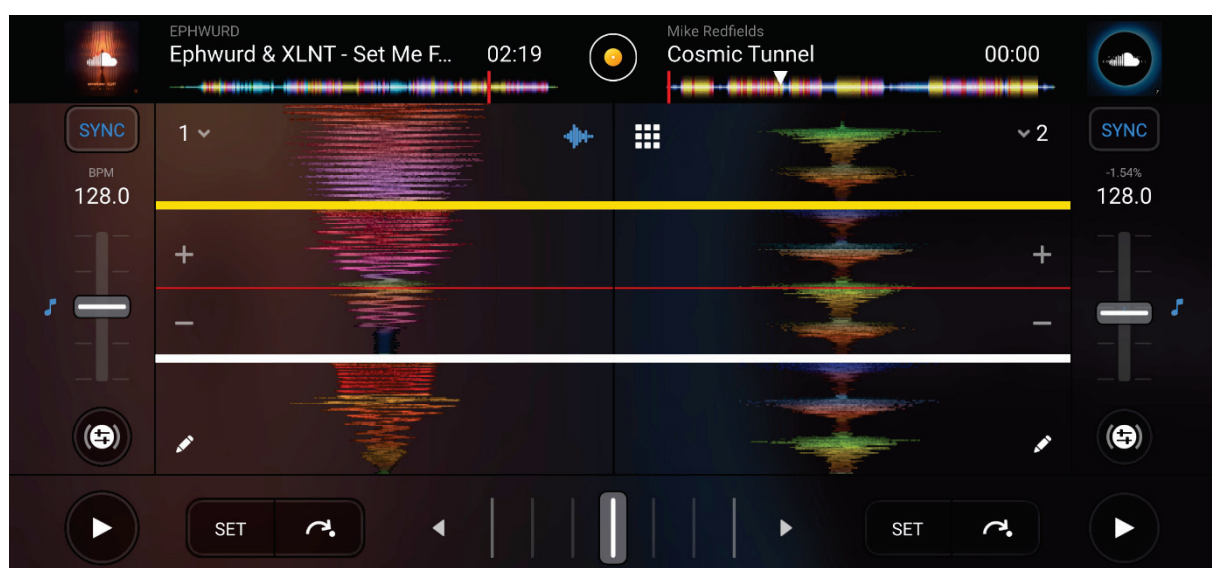 EPHWURD
Ephwurd & XLNT - Set Me F... 02:19
Mike Redfields
Cosmic Tunnel 00:00
SYNC
1
2
SYNC
BPM
128.0
-1.54%
128.0
SET
SET